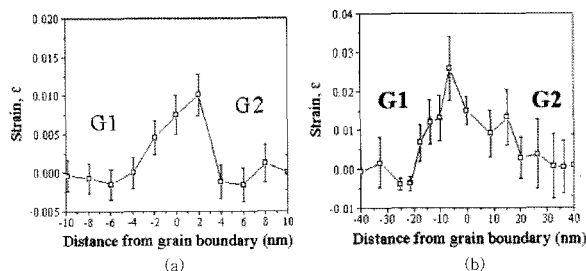 0.020
0.015
0.010
0.005
0.000
-0.005
Strain, ε
G1
G2
-10 -8 -6 -4 -2 0 2 4 6 8 10
Distance from grain boundary (nm)
(a)
0.04
0.03
0.02
0.01
0.00
-0.01
Strain, ε
G1
G2
-40 -30 -20 -10 0 10 20 30 40
Distance from grain boundary (nm)
(b)